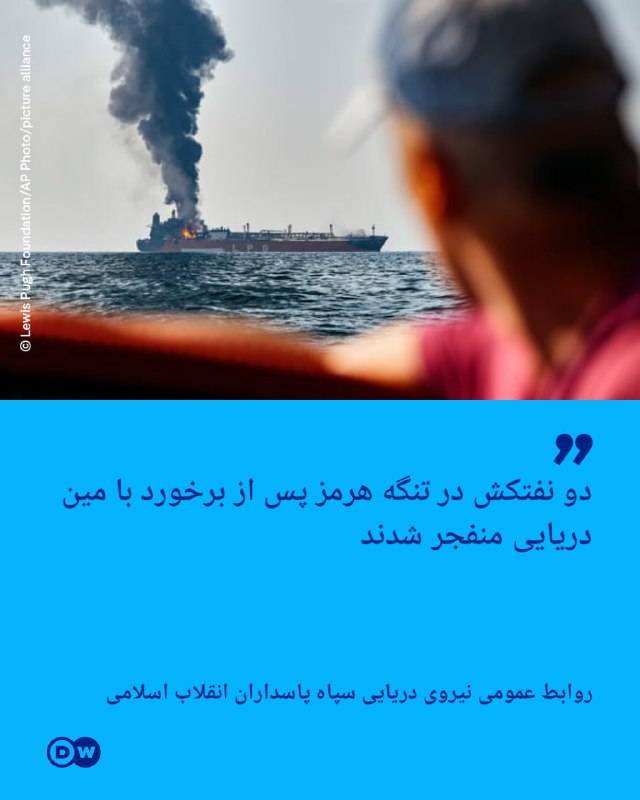 © Lewis Pugh Foundation/AP Photo/picture alliance
”
دو نفتکش در تنگه هرمز پس از برخورد با مین
دریایی منفجر شدند
روابط عمومی نیروی دریایی سپاه پاسداران انقلاب اسلامی
DW